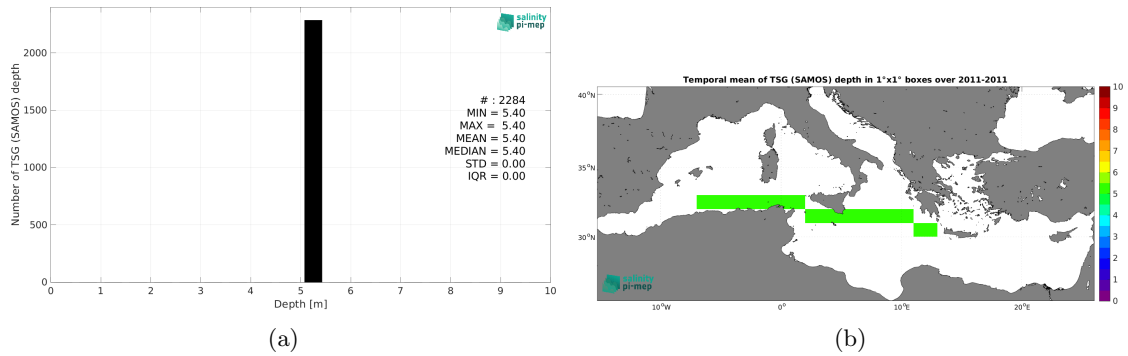 Number of TSG (SAMOS) depth
2000
1500
1000
500
0
salinity
pi-mep
# : 2284
MIN = 5.40
MAX = 5.40
MEAN = 5.40
MEDIAN = 5.40
STD = 0.00
IQR = 0.00
0 1 2 3 4 5 6 7 8 9 10
Depth [m]
(a)
Temporal mean of TSG (SAMOS) depth in 1°x1° boxes over 2011-2011
40°N
35°N
30°N
salinity
pi-mep
10°W 0° 10°E 20°E
10
9
8
7
6
5
4
3
2
1
0
(b)